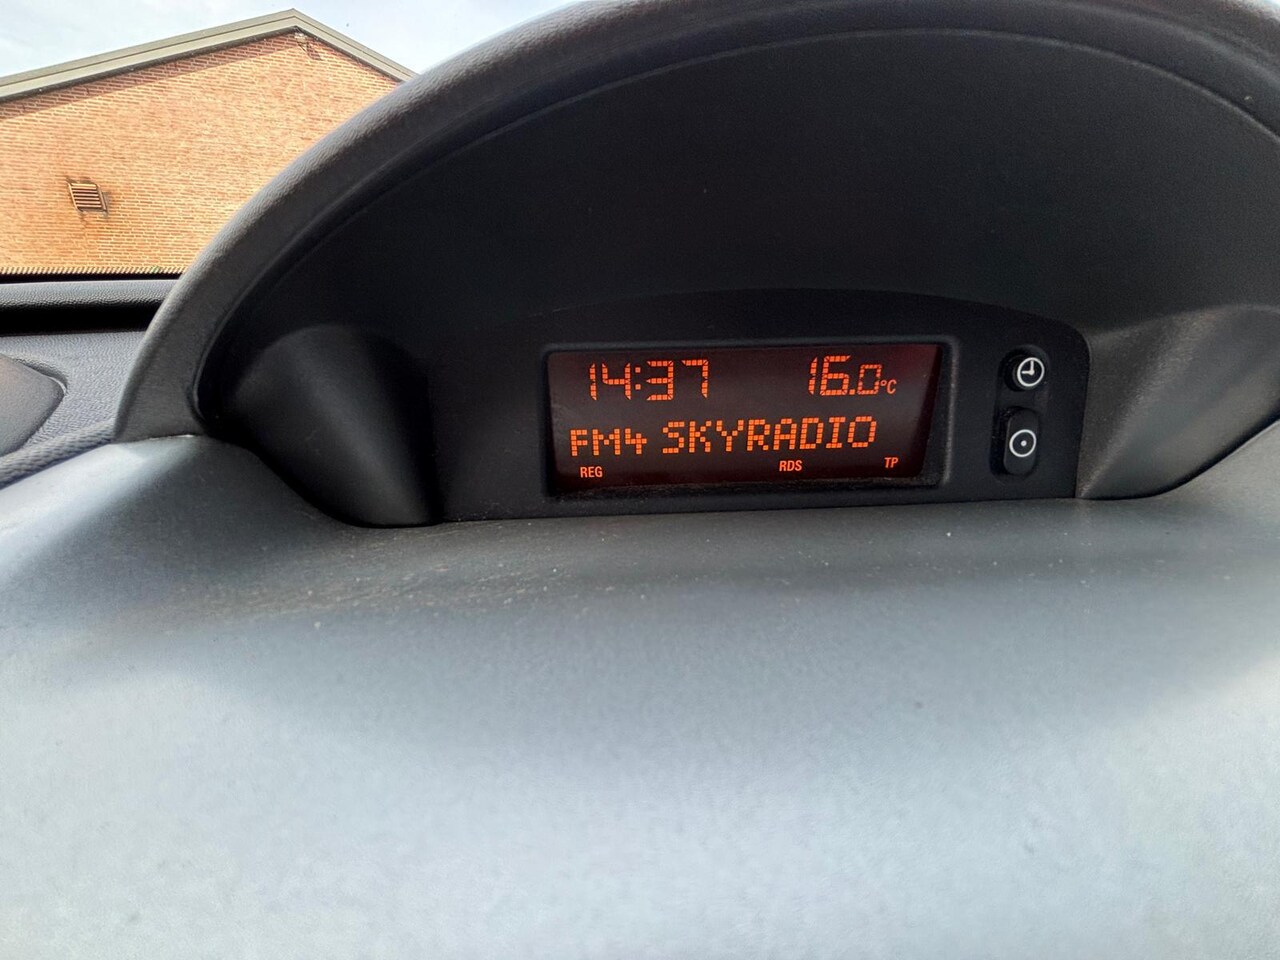 14:37 16.0°C
FM4 SKYRADIO
REG RDS TP